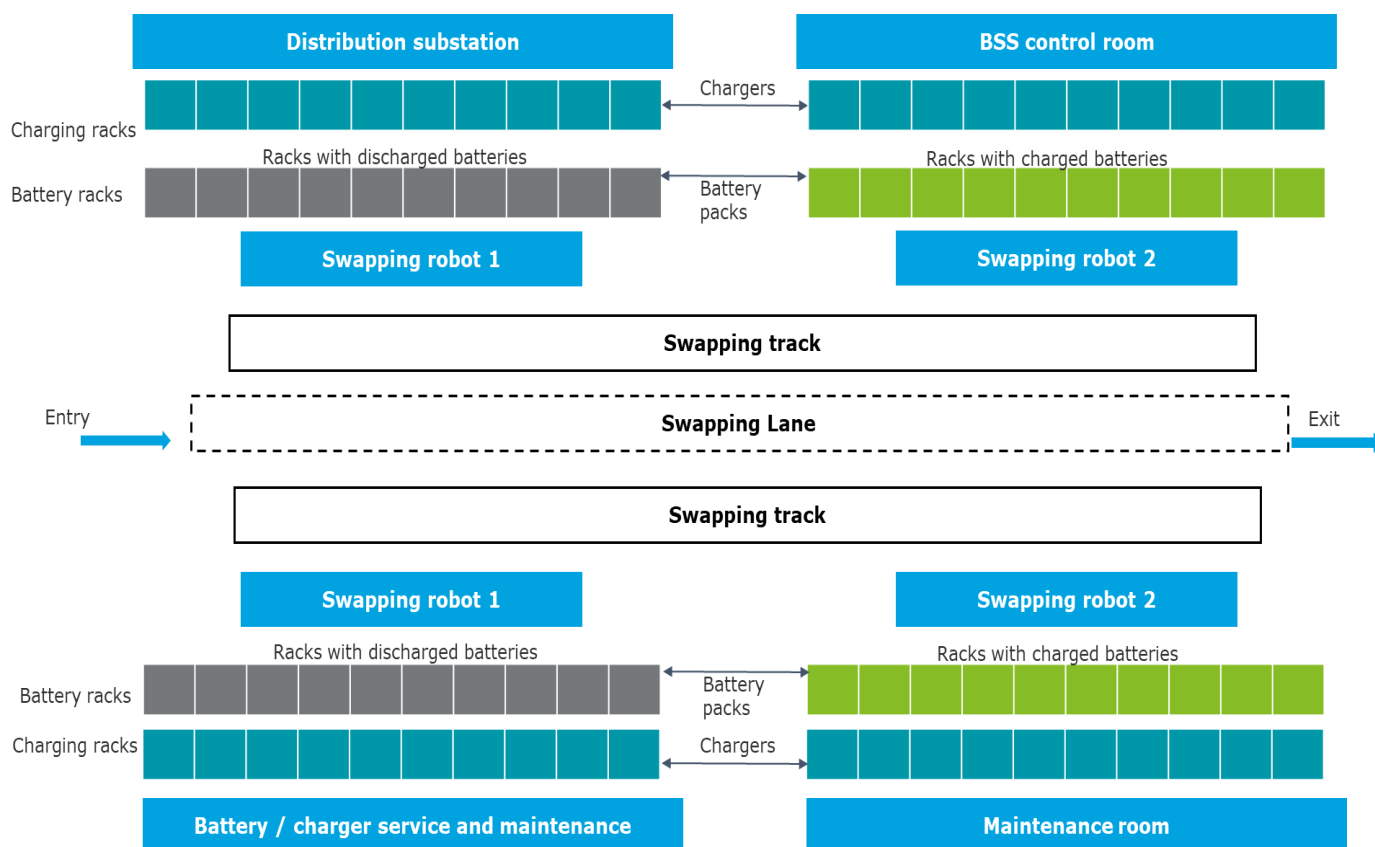 Distribution substation
BSS control room
Chargers
Charging racks
Racks with discharged batteries
Racks with charged batteries
Battery racks
Battery
packs
Swapping robot 1
Swapping robot 2
Swapping track
Entry
Swapping Lane
Exit
Swapping track
Swapping robot 1
Swapping robot 2
Racks with discharged batteries
Racks with charged batteries
Battery racks
Battery
packs
Charging racks
Chargers
Battery / charger service and maintenance
Maintenance room